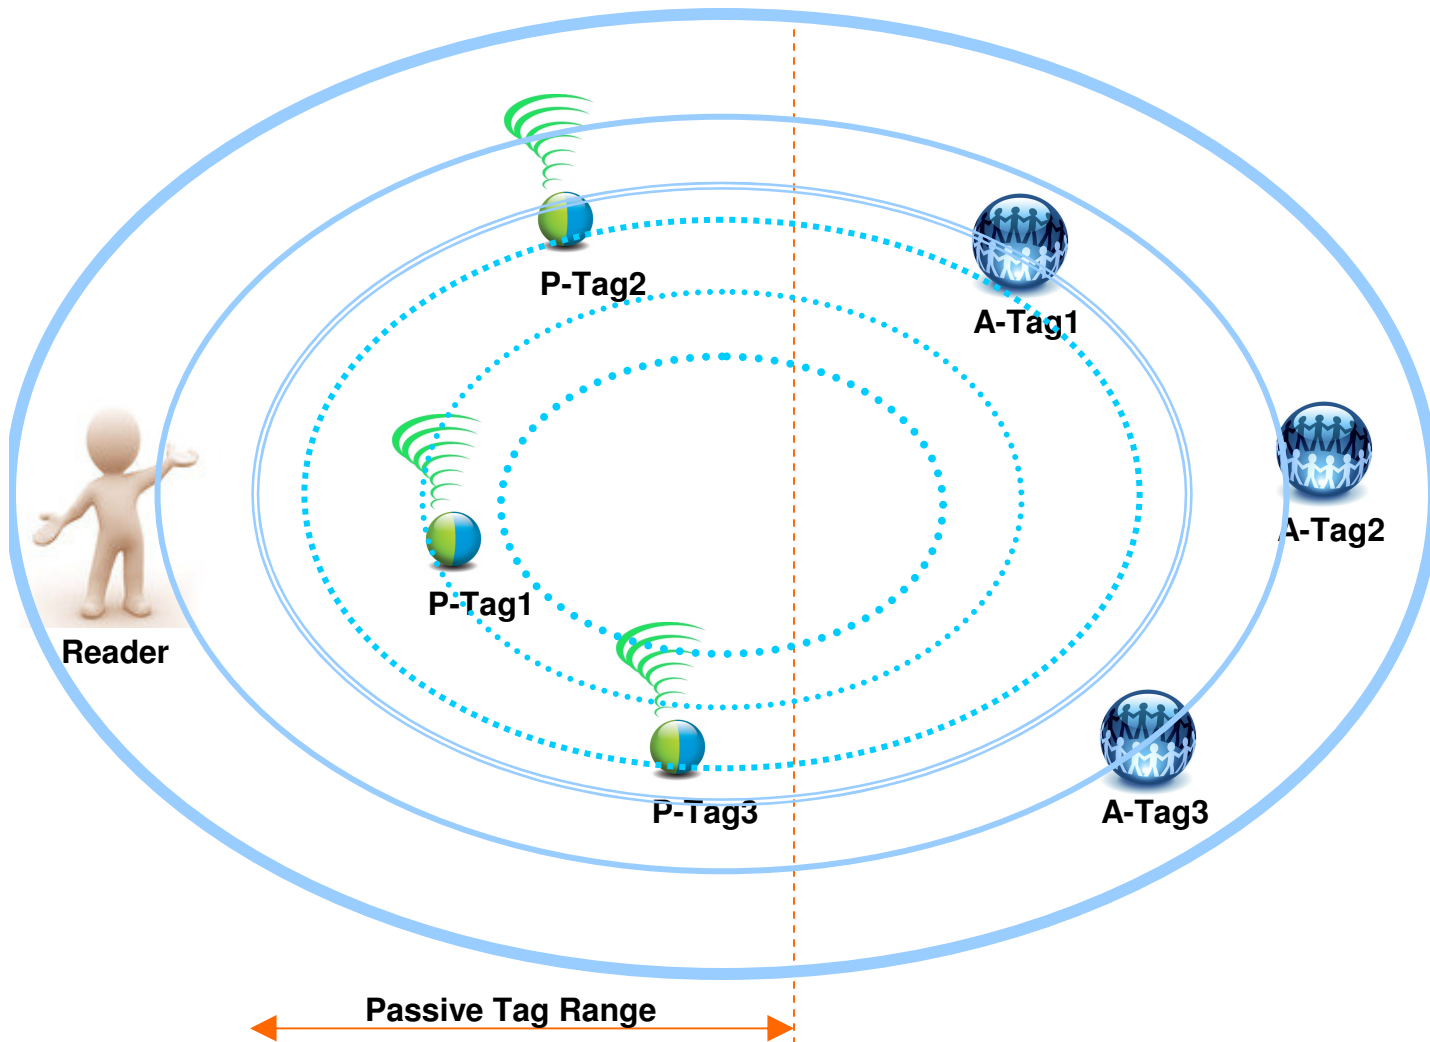 P-Tag2
A-Tag1
A-Tag2
P-Tag1
Reader
P-Tag3
A-Tag3
Passive Tag Range